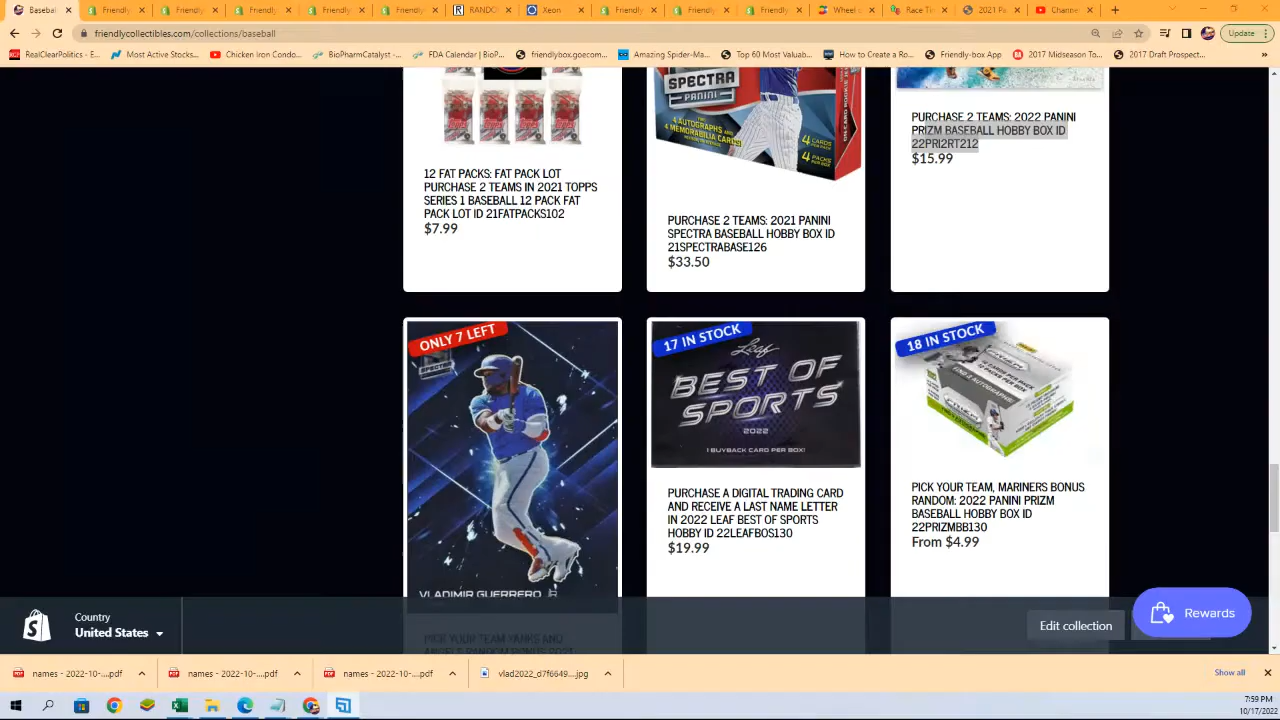 Baseball
Friendly
Friendly
Friendly
Friendly
Friendly
RANDO
Xeon
Friendly
Friendly
Friendly
Wheel
Race Tim
2021 Pa
Channel
friendlycollectibles.com/collections/baseball
Update
RealClearPolitics - E...
Most Active Stocks...
Chicken Iron Condo...
BioPharmCatalyst -...
FDA Calendar | BioP...
friendlybox.goecom...
Amazing Spider-Ma...
Top 60 Most Valuab...
How to Create a Ro...
Friendly-box App
2017 Midseason To...
2017 Draft Prospect...
»
SPECTRA
PANINI
4 AUTOGRAPHS AND
4 MEMORABILIA CARDS
4 CARDS
4 PACKS
topps
12 FAT PACKS: FAT PACK LOT
PURCHASE 2 TEAMS IN 2021 TOPPS
SERIES 1 BASEBALL 12 PACK FAT
PACK LOT ID 21FATPACKS102
$7.99
PURCHASE 2 TEAMS: 2021 PANINI
SPECTRA BASEBALL HOBBY BOX ID
21SPECTRABASE126
$33.50
PURCHASE 2 TEAMS: 2022 PANINI
PRIZM BASEBALL HOBBY BOX ID
22PRI2RT212
$15.99
ONLY 7 LEFT
SPECTRA
VLADIMIR GUERRERO JR
PICK YOUR TEAM YANKS AND
17 IN STOCK
Leaf
BEST OF
SPORTS
2022
1 BUYBACK CARD PER BOX!
PURCHASE A DIGITAL TRADING CARD
AND RECEIVE A LAST NAME LETTER
IN 2022 LEAF BEST OF SPORTS
HOBBY ID 22LEAFBOS130
$19.99
18 IN STOCK
PICK YOUR TEAM, MARINERS BONUS
RANDOM: 2022 PANINI PRIZM
BASEBALL HOBBY BOX ID
22PRIZMBB130
From $4.99
Country
United States
Edit collection
Rewards
names - 2022-10-....pdf
names - 2022-10-....pdf
names - 2022-10-....pdf
vlad2022_d7f6649....jpg
Show all
7:59 PM
10/17/2022